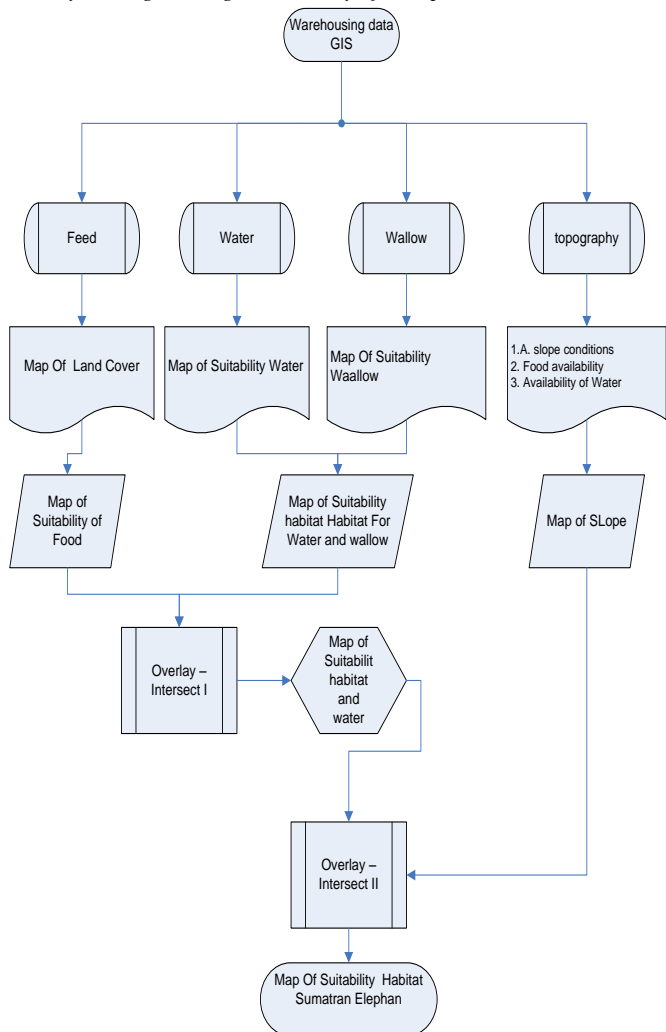 Warehousing data
GIS
Feed
Water
Wallow
topography
Map Of Land Cover
Map of Suitability Water
Map Of Suitability
Waallow
1.A. slope conditions
2. Food availability
3. Availability of Water
Map of
Suitability of
Food
Map of Suitability
habitat Habitat For
Water and wallow
Map of SLope
Overlay –
Intersect I
Map of
Suitabilit
habitat
and
water
Overlay –
Intersect II
Map Of Suitability Habitat
Sumatran Elephan